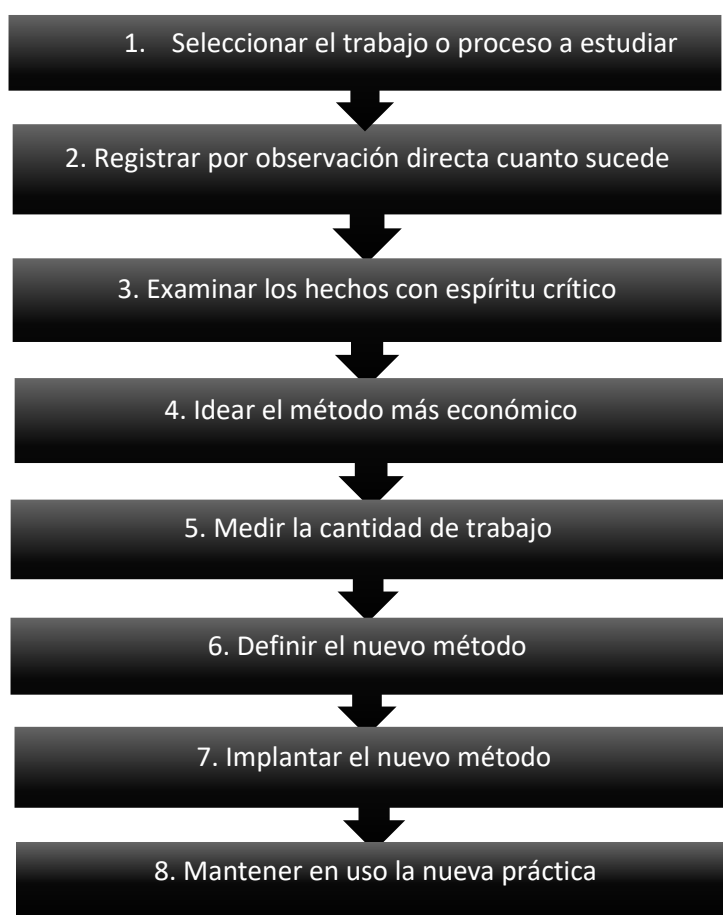 1. Seleccionar el trabajo o proceso a estudiar
2. Registrar por observación directa cuanto sucede
3. Examinar los hechos con espíritu crítico
4. Idear el método más económico
5. Medir la cantidad de trabajo
6. Definir el nuevo método
7. Implantar el nuevo método
8. Mantener en uso la nueva práctica